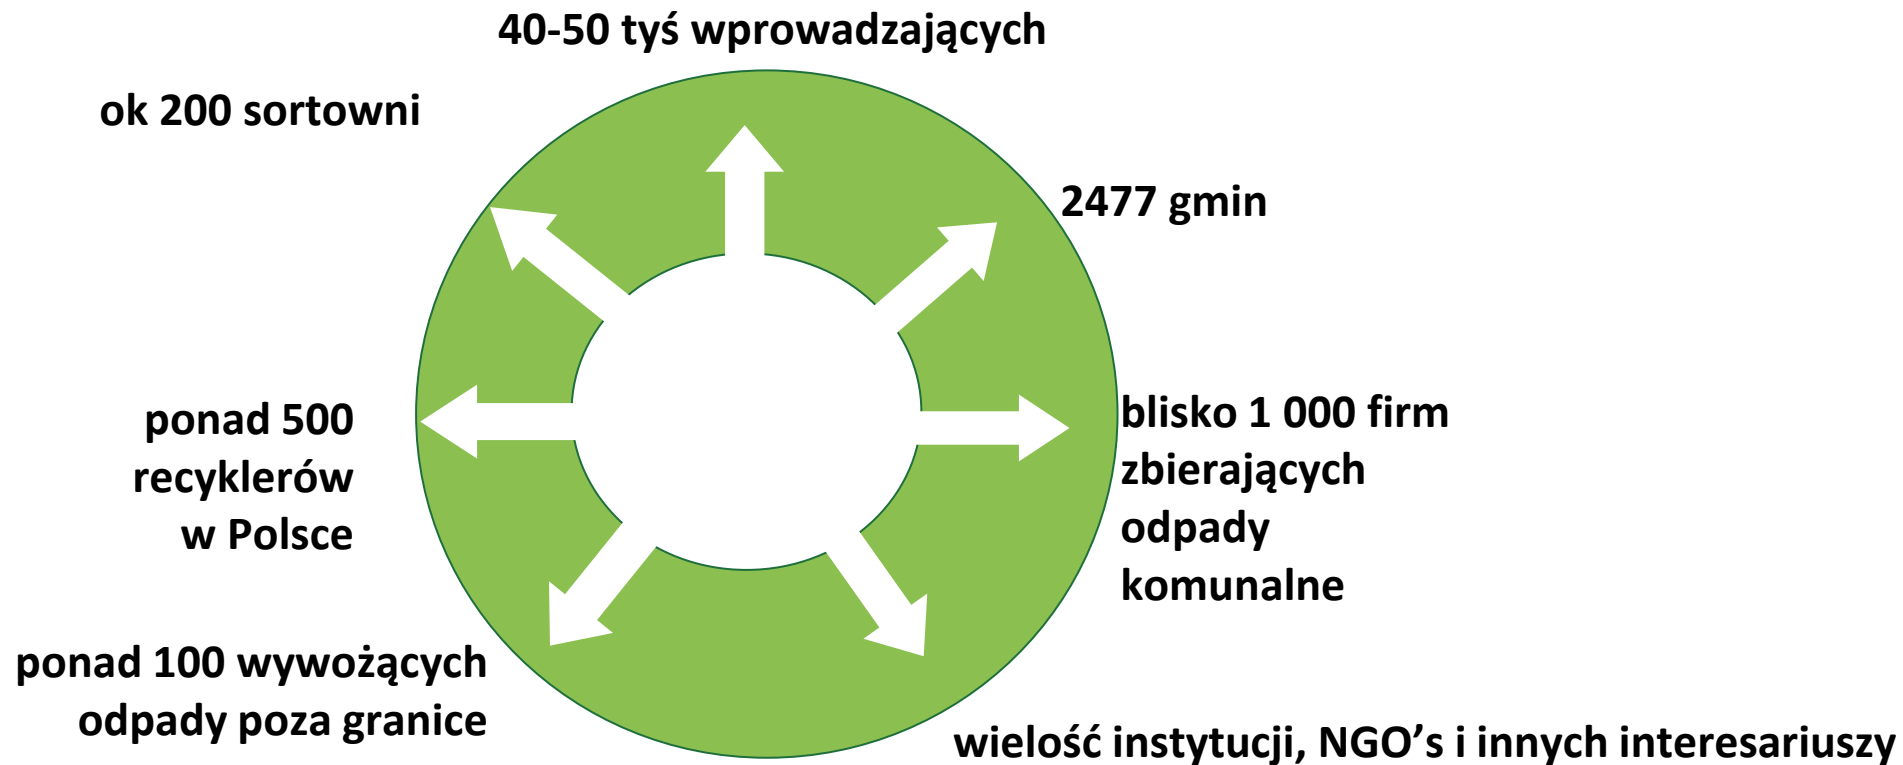 40-50 tyś wprowadzających
ok 200 sortowni
2477 gmin
ponad 500
recyklerów
w Polsce
blisko 1 000 firm
zbierających
odpady
komunalne
ponad 100 wywożących
odpady poza granice
wielość instytucji, NGO’s i innych interesariuszy